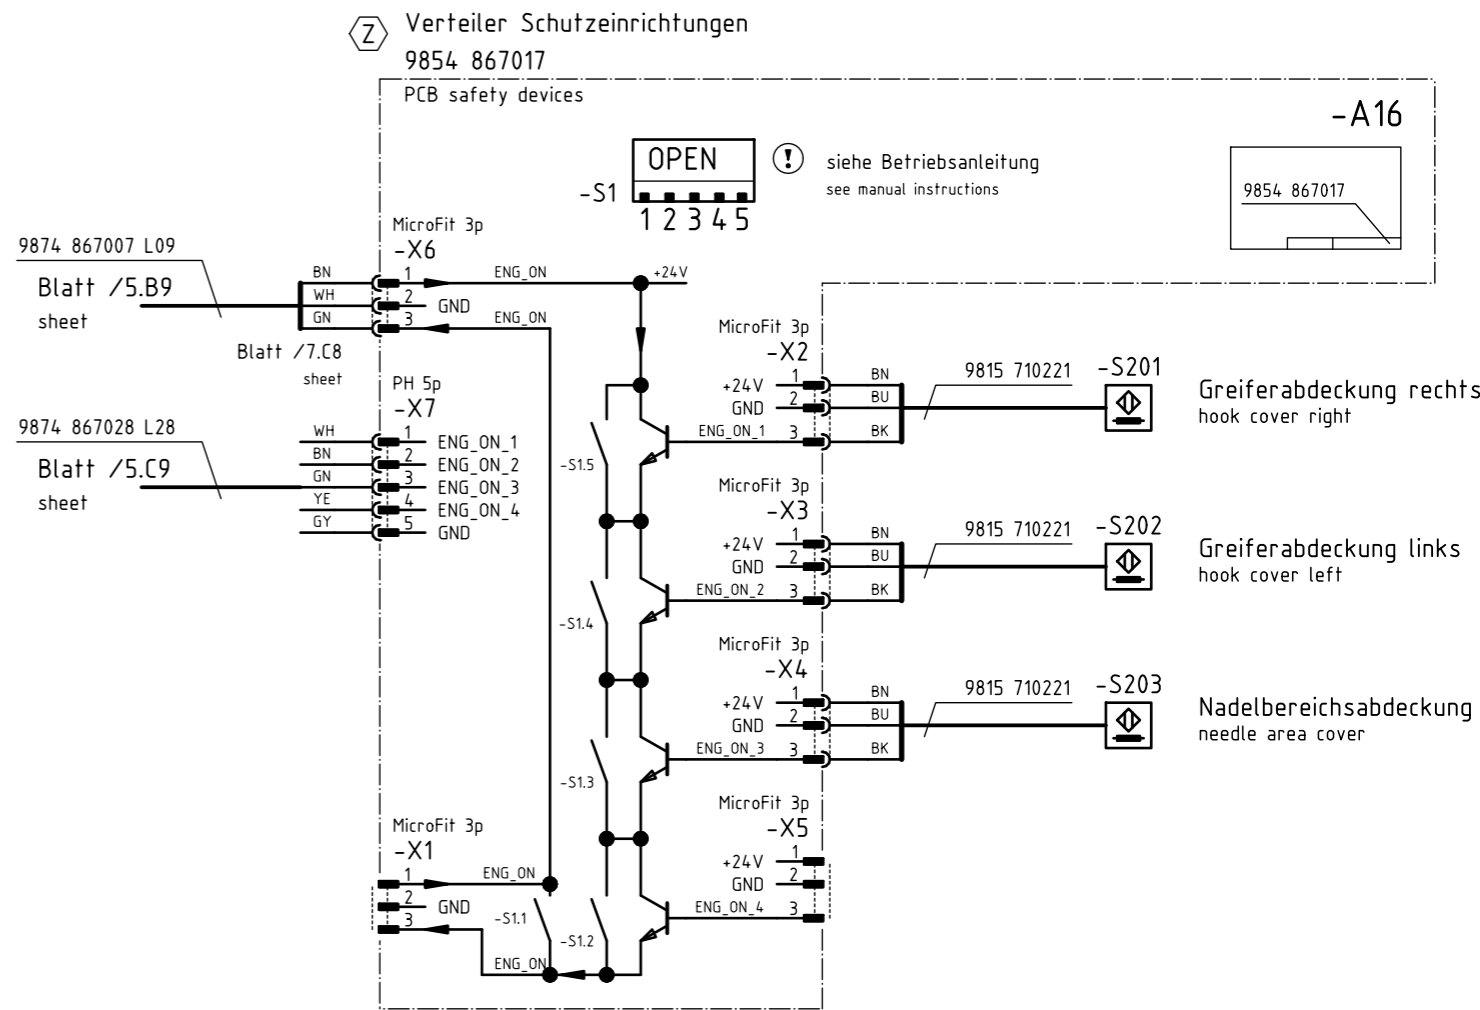 Z
Verteiler Schutzeinrichtungen
9854 867017
PCB safety devices
-A16
9854 867017
OPEN
-S1
1 2 3 4 5
!
siehe Betriebsanleitung
see manual instructions
9874 867007 L09
Blatt /5.B9
sheet
MicroFit 3p
-X6
BN 1 ENG_ON +24V
WH 2 GND
GN 3 ENG_ON
Blatt /7.C8
sheet
9874 867028 L28
Blatt /5.C9
sheet
PH 5p
-X7
WH 1 ENG_ON_1
BN 2 ENG_ON_2
GN 3 ENG_ON_3
YE 4 ENG_ON_4
GY 5 GND
MicroFit 3p
-X2
+24V 1 BN
GND 2 BU
ENG_ON_1 3 BK
9815 710221
-S201
Greiferabdeckung rechts
hook cover right
-S1.5
MicroFit 3p
-X3
+24V 1 BN
GND 2 BU
ENG_ON_2 3 BK
9815 710221
-S202
Greiferabdeckung links
hook cover left
-S1.4
MicroFit 3p
-X4
+24V 1 BN
GND 2 BU
ENG_ON_3 3 BK
9815 710221
-S203
Nadelbereichsabdeckung
needle area cover
-S1.3
MicroFit 3p
-X5
+24V 1
GND 2
ENG_ON_4 3
MicroFit 3p
-X1
1 ENG_ON
2 GND
3
-S1.1
-S1.2
ENG_ON